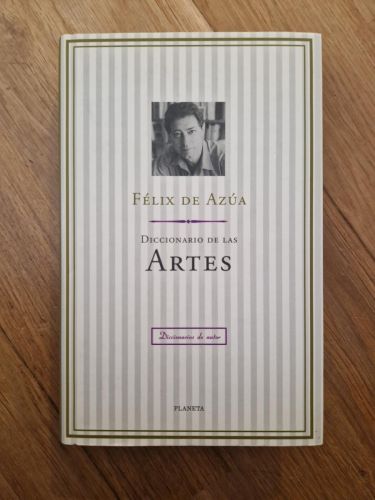 FÉLIX DE AZÚA
DICCIONARIO DE LAS
ARTES
Diccionarios de autor
PLANETA